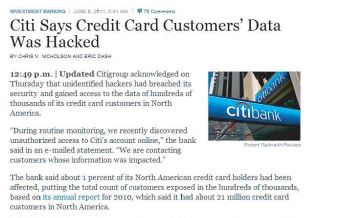 INVESTMENT BANKING | JUNE 9, 2011, 5:41 AM 79 Comments
Citi Says Credit Card Customers' Data
Was Hacked
BY CHRIS V. NICHOLSON AND ERIC DASH
12:49 p.m. | Updated Citigroup acknowledged on
Thursday that unidentified hackers had breached its
security and gained access to the data of hundreds of
thousands of its credit card customers in North
America.
citibank
Robert Galbraith/Reuters
"During routine monitoring, we recently discovered
unauthorized access to Citi's account online," the bank
said in an e-mailed statement. "We are contacting
customers whose information was impacted."
The bank said about 1 percent of its North American credit card holders had been
affected, putting the total count of customers exposed in the hundreds of thousands,
based on its annual report for 2010, which said it had about 21 million credit card
customers in North America.